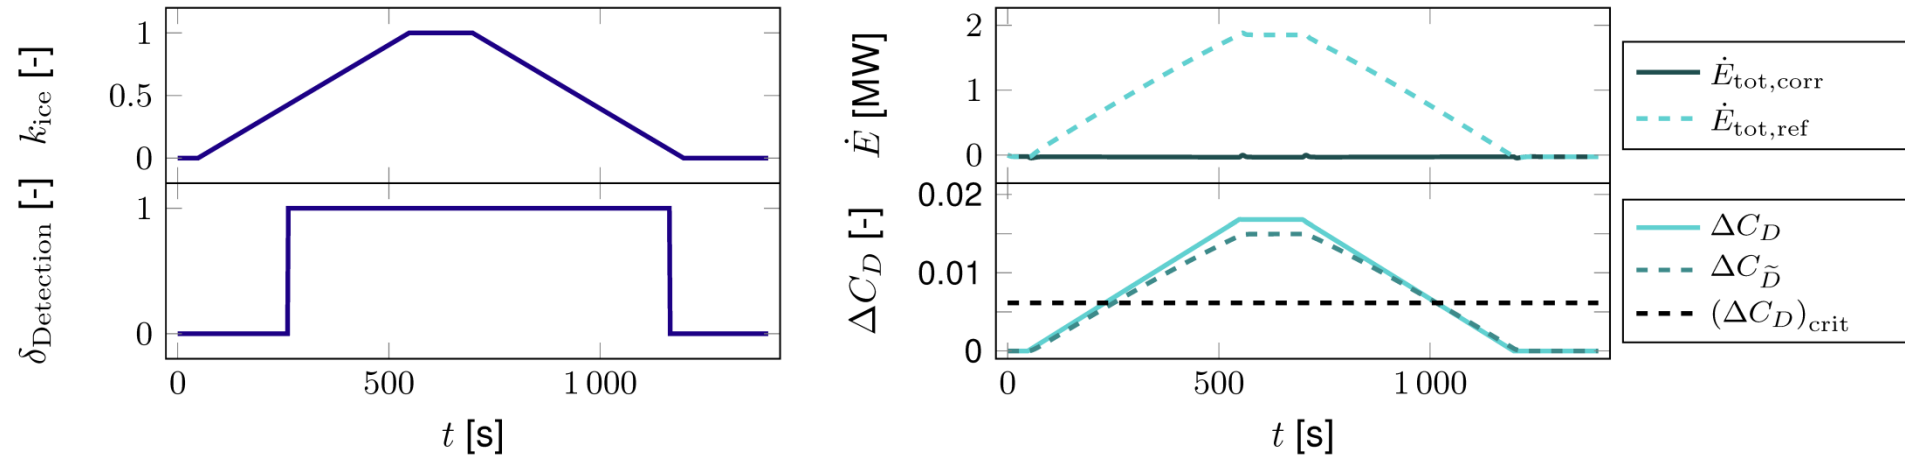 k_ice [-]
1
0.5
0
δ_Detection [-]
1
0
0 500 1 000
t [s]
Ė [MW]
2
1
0
Ė_tot,corr
Ė_tot,ref
ΔC_D [-]
0.02
0.01
0
0 500 1 000
t [s]
ΔC_D
ΔC_D̃
(ΔC_D)_crit